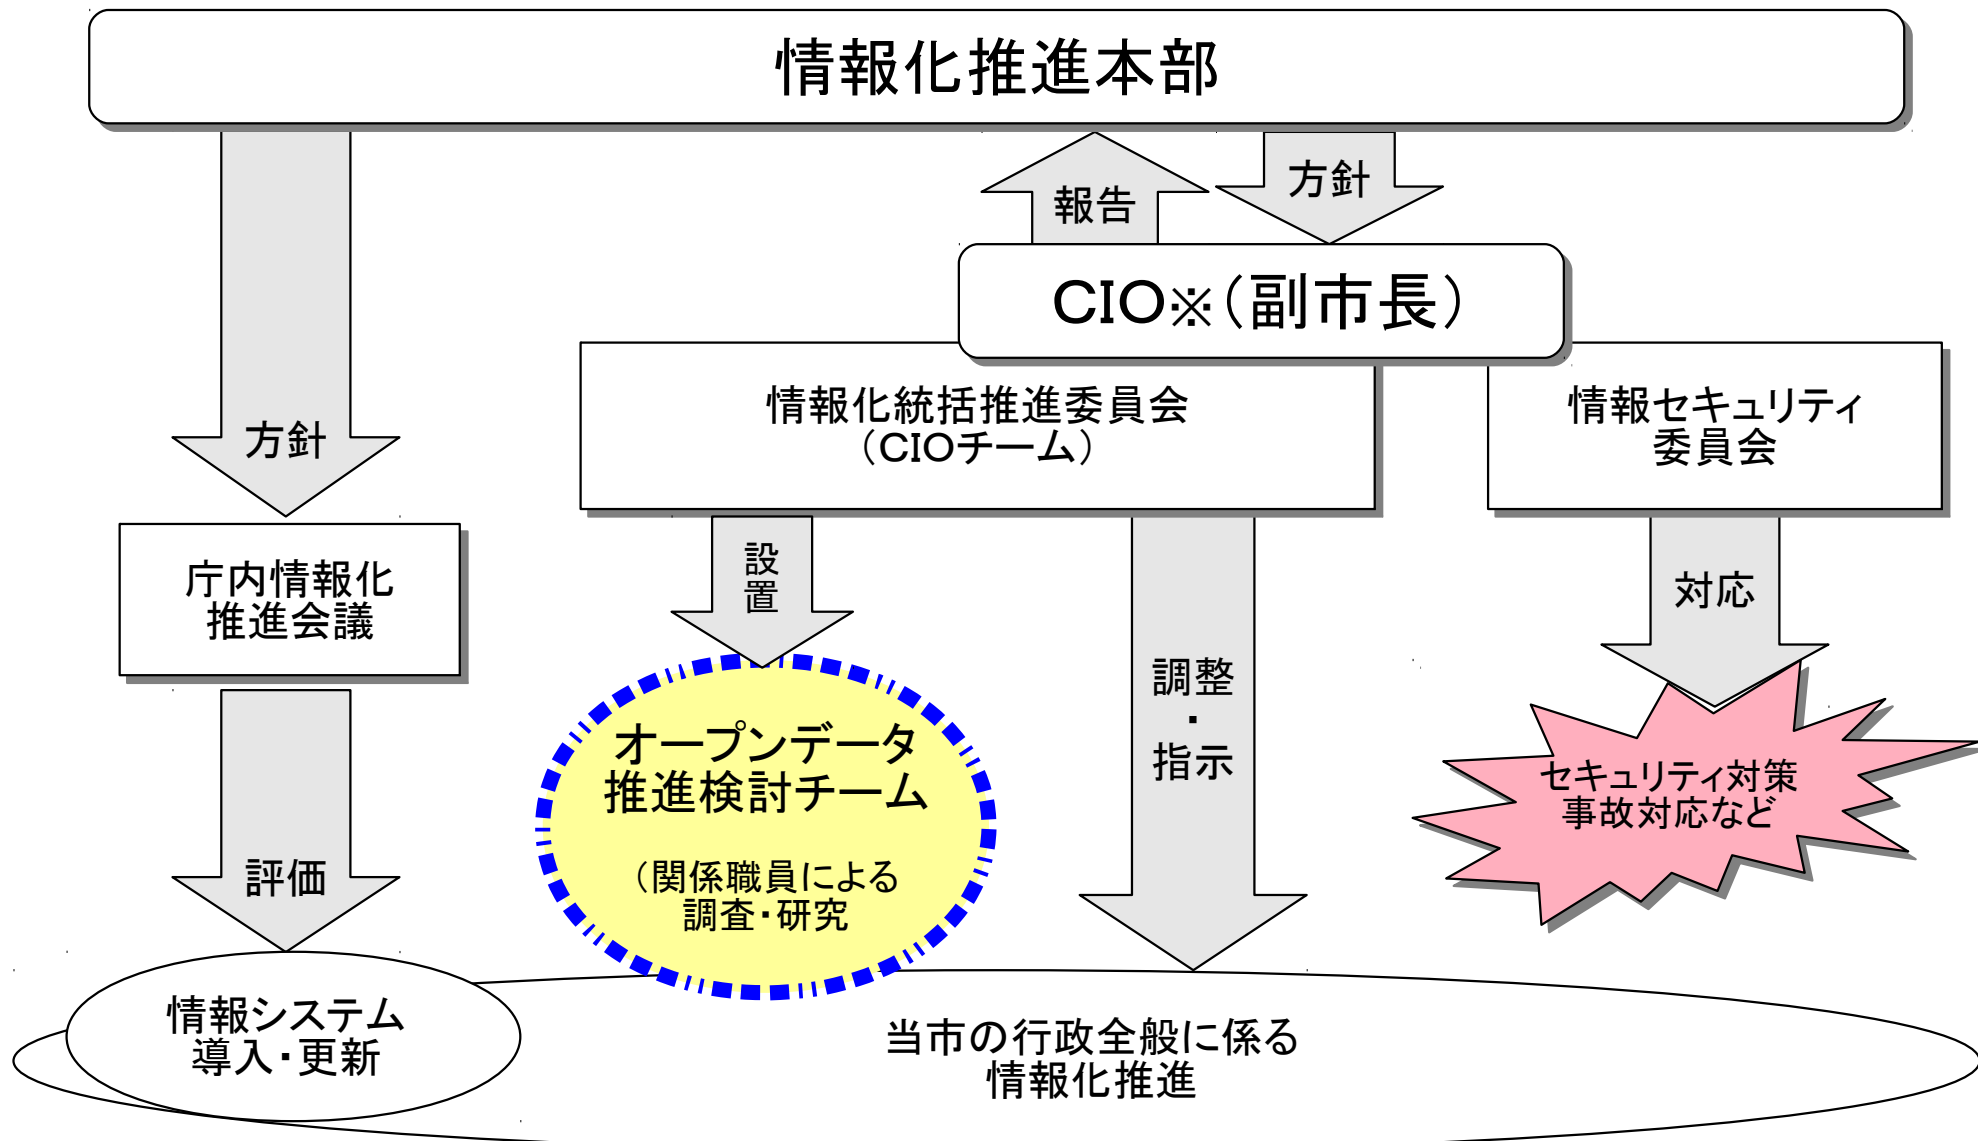 情報化推進本部
報告
方針
CIO※(副市長)
方針
情報化統括推進委員会
(CIOチーム)
情報セキュリティ
委員会
庁内情報化
推進会議
設
置
対応
調整
・
指示
オープンデータ
推進検討チーム
(関係職員による
調査・研究
セキュリティ対策
事故対応など
評価
情報システム
導入・更新
当市の行政全般に係る
情報化推進